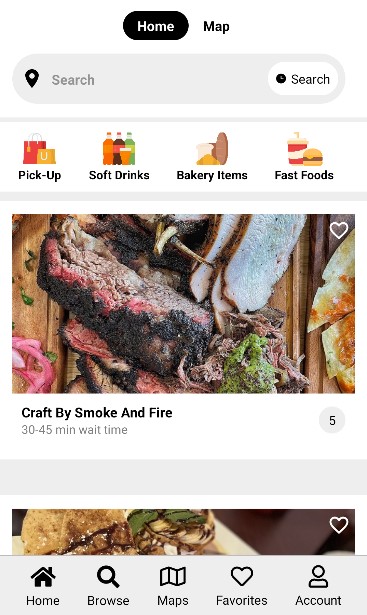 Home Map
Search Search
Pick-Up Soft Drinks Bakery Items Fast Foods
Craft By Smoke And Fire
30-45 min wait time
5
Home Browse Maps Favorites Account